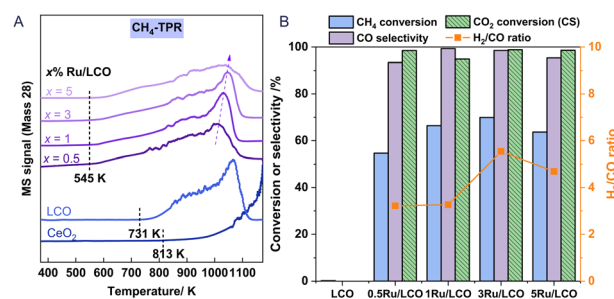 A
CH₄-TPR
x% Ru/LCO
x = 5
x = 3
x = 1
x = 0.5
545 K
LCO
731 K
CeO₂
813 K
MS signal (Mass 28)
400 500 600 700 800 900 1000 1100
Temperature/ K
B
CH₄ conversion
CO₂ conversion (CS)
CO selectivity
H₂/CO ratio
Conversion or selectivity /%
100
80
60
40
20
0
10
8
6
4
2
0
H₂/CO ratio
LCO 0.5Ru/LCO 1Ru/LCO 3Ru/LCO 5Ru/LCO